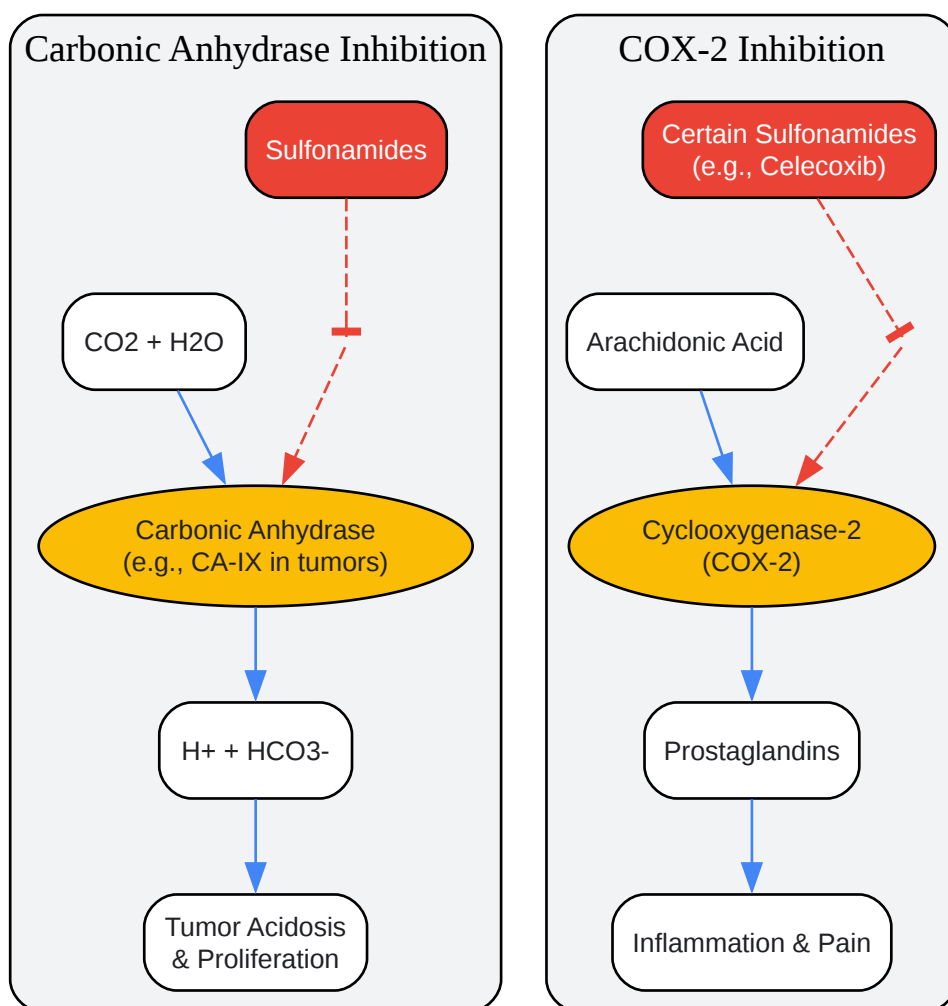 Carbonic Anhydrase Inhibition
Sulfonamides
CO2 + H2O
Carbonic Anhydrase
(e.g., CA-IX in tumors)
H+ + HCO3-
Tumor Acidosis
& Proliferation
COX-2 Inhibition
Certain Sulfonamides
(e.g., Celecoxib)
Arachidonic Acid
Cyclooxygenase-2
(COX-2)
Prostaglandins
Inflammation & Pain